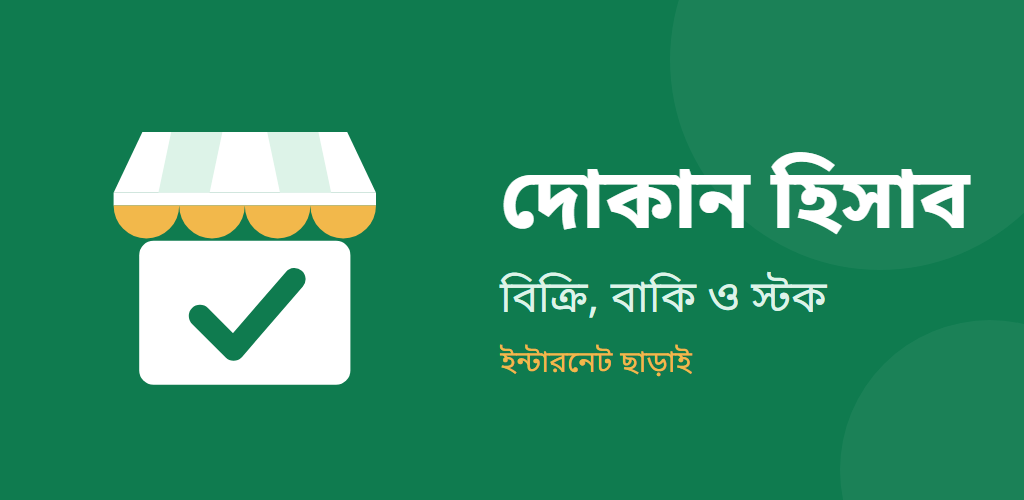 দোকান হিসাব
বিক্রি, বাকি ও স্টক
ইন্টারনেট ছাড়াই